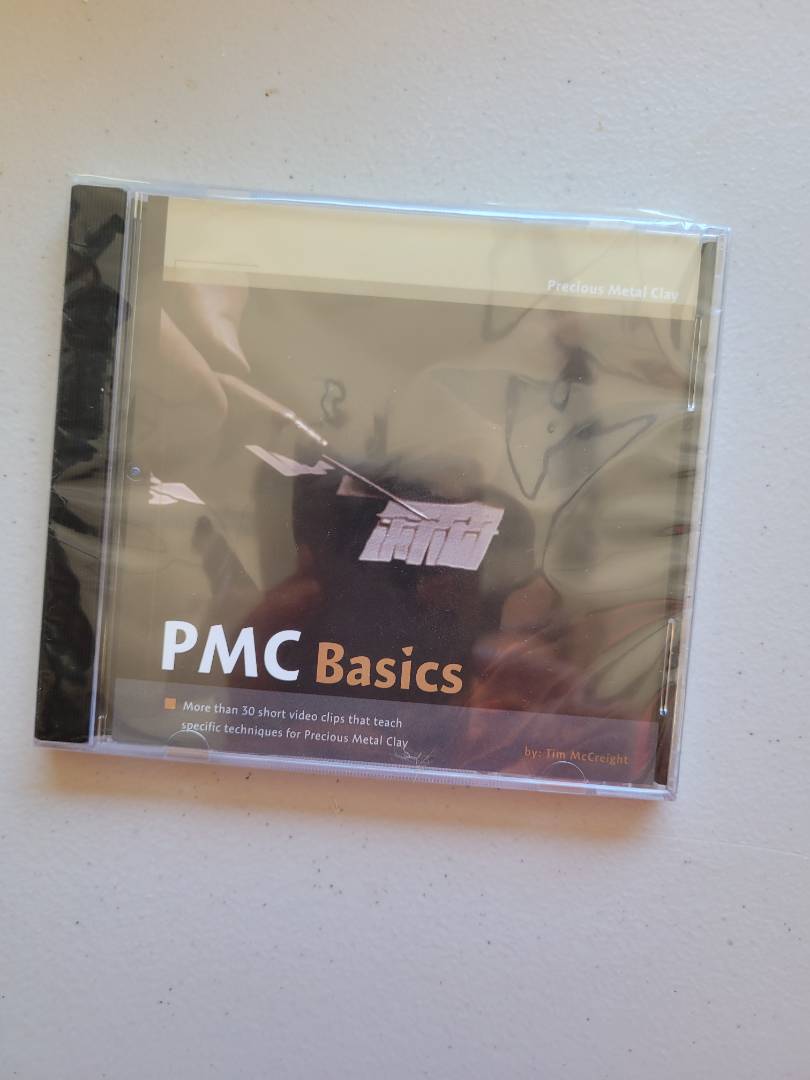 Precious Metal Clay
PMC Basics
More than 30 short video clips that teach
specific techniques for Precious Metal Clay
by: Tim McCreight